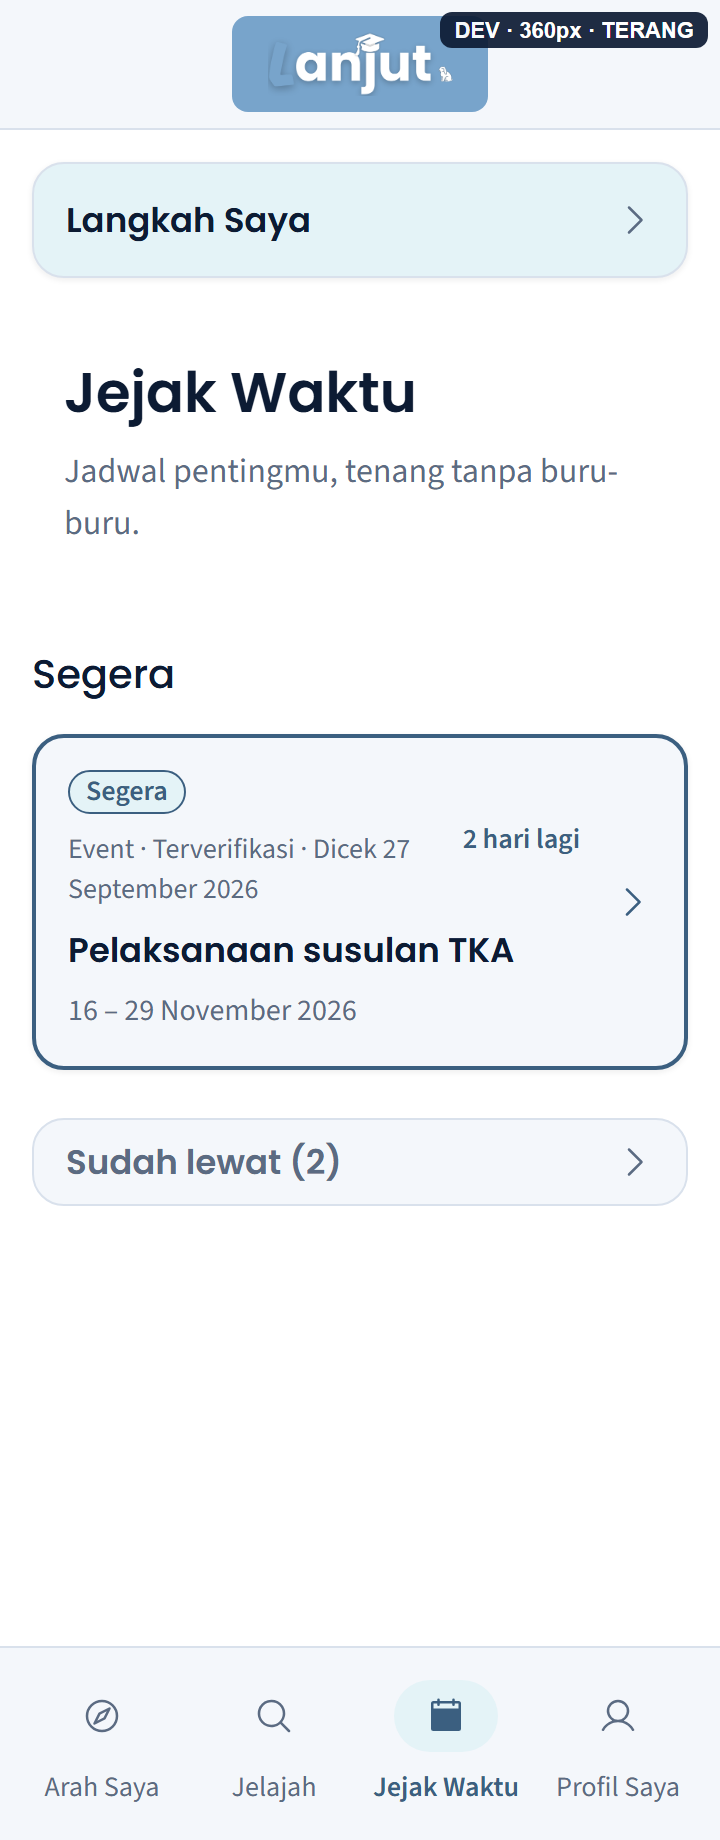 Lanjut
DEV · 360px · TERANG
Langkah Saya
Jejak Waktu
Jadwal pentingmu, tenang tanpa buru-
buru.
Segera
Segera
Event · Terverifikasi · Dicek 27
September 2026
2 hari lagi
Pelaksanaan susulan TKA
16 – 29 November 2026
Sudah lewat (2)
Arah Saya
Jelajah
Jejak Waktu
Profil Saya